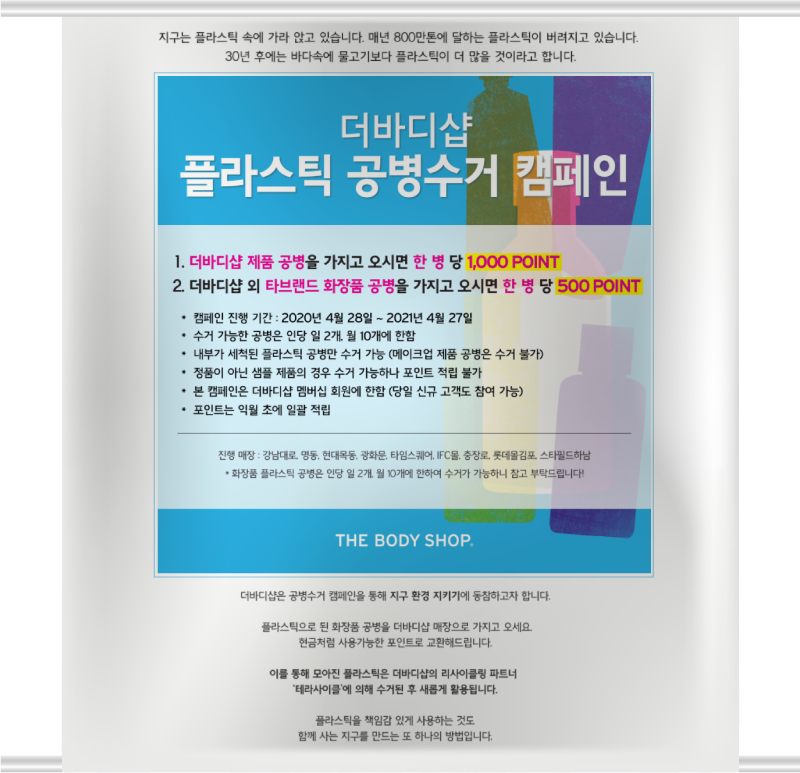 지구는 플라스틱 속에 가라 앉고 있습니다. 매년 800만톤에 달하는 플라스틱이 버려지고 있습니다.
30년 후에는 바다속에 물고기보다 플라스틱이 더 많을 것이라고 합니다.
더바디샵
플라스틱 공병수거 캠페인
1. 더바디샵 제품 공병을 가지고 오시면 한 병 당 1,000 POINT
2. 더바디샵 외 타브랜드 화장품 공병을 가지고 오시면 한 병 당 500 POINT
• 캠페인 진행 기간 : 2020년 4월 28일 ~ 2021년 4월 27일
• 수거 가능한 공병은 인당 일 2개, 월 10개에 한함
• 내부가 세척된 플라스틱 공병만 수거 가능 (메이크업 제품 공병은 수거 불가)
• 정품이 아닌 샘플 제품의 경우 수거 가능하나 포인트 적립 불가
• 본 캠페인은 더바디샵 멤버십 회원에 한함 (당일 신규 고객도 참여 가능)
• 포인트는 익월 초에 일괄 적립
진행 매장 : 강남대로, 명동, 현대목동, 광화문, 타임스퀘어, IFC몰, 충장로, 롯데몰김포, 스타필드하남
* 화장품 플라스틱 공병은 인당 일 2개, 월 10개에 한하여 수거가 가능하니 참고 부탁드립니다!
THE BODY SHOP.
더바디샵은 공병수거 캠페인을 통해 지구 환경 지키기에 동참하고자 합니다.
플라스틱으로 된 화장품 공병을 더바디샵 매장으로 가지고 오세요.
현금처럼 사용가능한 포인트로 교환해드립니다.
이를 통해 모아진 플라스틱은 더바디샵의 리사이클링 파트너
'테라사이클'에 의해 수거된 후 새롭게 활용됩니다.
플라스틱을 책임감 있게 사용하는 것도
함께 사는 지구를 만드는 또 하나의 방법입니다.